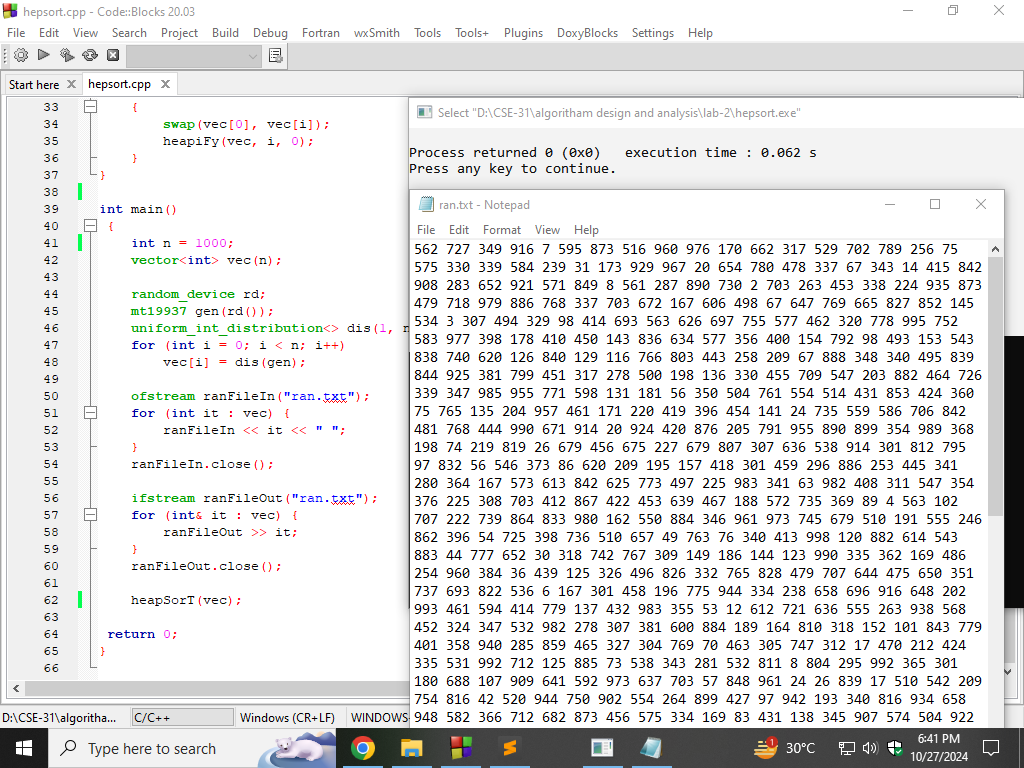 hepsort.cpp - Code::Blocks 20.03
File Edit View Search Project Build Debug Fortran wxSmith Tools Tools+ Plugins DoxyBlocks Settings Help
Start here hepsort.cpp
33 {
34 swap(vec[0], vec[i]);
35 heapiFy(vec, i, 0);
36 }
37 }
38
39 int main()
40 {
41 int n = 1000;
42 vector<int> vec(n);
43
44 random_device rd;
45 mt19937 gen(rd());
46 uniform_int_distribution<> dis(1, n
47 for (int i = 0; i < n; i++)
48 vec[i] = dis(gen);
49
50 ofstream ranFileIn("ran.txt");
51 for (int it : vec) {
52 ranFileIn << it << " ";
53 }
54 ranFileIn.close();
55
56 ifstream ranFileOut("ran.txt");
57 for (int& it : vec) {
58 ranFileOut >> it;
59 }
60 ranFileOut.close();
61
62 heapSorT(vec);
63
64 return 0;
65 }
66
Select "D:\CSE-31\algoritham design and analysis\lab-2\hepsort.exe"
Process returned 0 (0x0) execution time : 0.062 s
Press any key to continue.
ran.txt - Notepad
File Edit Format View Help
562 727 349 916 7 595 873 516 960 976 170 662 317 529 702 789 256 75
575 330 339 584 239 31 173 929 967 20 654 780 478 337 67 343 14 415 842
908 283 652 921 571 849 8 561 287 890 730 2 703 263 453 338 224 935 873
479 718 979 886 768 337 703 672 167 606 498 67 647 769 665 827 852 145
534 3 307 494 329 98 414 693 563 626 697 755 577 462 320 778 995 752
583 977 398 178 410 450 143 836 634 577 356 400 154 792 98 493 153 543
838 740 620 126 840 129 116 766 803 443 258 209 67 888 348 340 495 839
844 925 381 799 451 317 278 500 198 136 330 455 709 547 203 882 464 726
339 347 985 955 771 598 131 181 56 350 504 761 554 514 431 853 424 360
75 765 135 204 957 461 171 220 419 396 454 141 24 735 559 586 706 842
481 768 444 990 671 914 20 924 420 876 205 791 955 890 899 354 989 368
198 74 219 819 26 679 456 675 227 679 807 307 636 538 914 301 812 795
97 832 56 546 373 86 620 209 195 157 418 301 459 296 886 253 445 341
280 364 167 573 613 842 625 773 497 225 983 341 63 982 408 311 547 354
376 225 308 703 412 867 422 453 639 467 188 572 735 369 89 4 563 102
707 222 739 864 833 980 162 550 884 346 961 973 745 679 510 191 555 246
862 396 54 725 398 736 510 657 49 763 76 340 413 998 120 882 614 543
883 44 777 652 30 318 742 767 309 149 186 144 123 990 335 362 169 486
254 960 384 36 439 125 326 496 826 332 765 828 479 707 644 475 650 351
737 693 822 536 6 167 301 458 196 775 944 334 238 658 696 916 648 202
993 461 594 414 779 137 432 983 355 53 12 612 721 636 555 263 938 568
452 324 347 532 982 278 307 381 600 884 189 164 810 318 152 101 843 779
401 358 940 285 859 465 327 304 769 70 463 305 747 312 17 470 212 424
335 531 992 712 125 885 73 538 343 281 532 811 8 804 295 992 365 301
180 688 107 909 641 592 973 637 703 57 848 961 24 26 839 17 510 542 209
754 816 42 520 944 750 902 554 264 899 427 97 942 193 340 816 934 658
948 582 366 712 682 873 456 575 334 169 83 431 138 345 907 574 504 922
D:\CSE-31\algoritha... C/C++ Windows (CR+LF) WINDOWS-
Type here to search
1 30°C
6:41 PM
10/27/2024